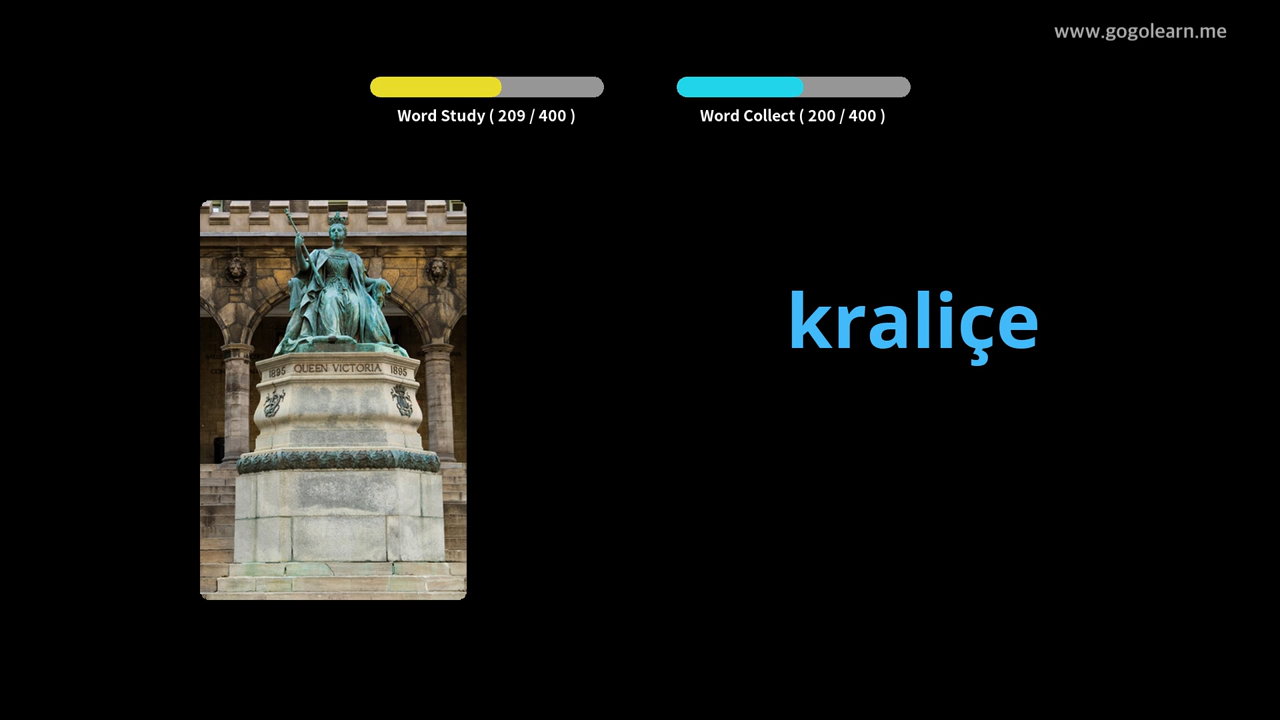 www.gogolearn.me
Word Study ( 209 / 400 )
Word Collect ( 200 / 400 )
kraliçe
1895 QUEEN VICTORIA 1895